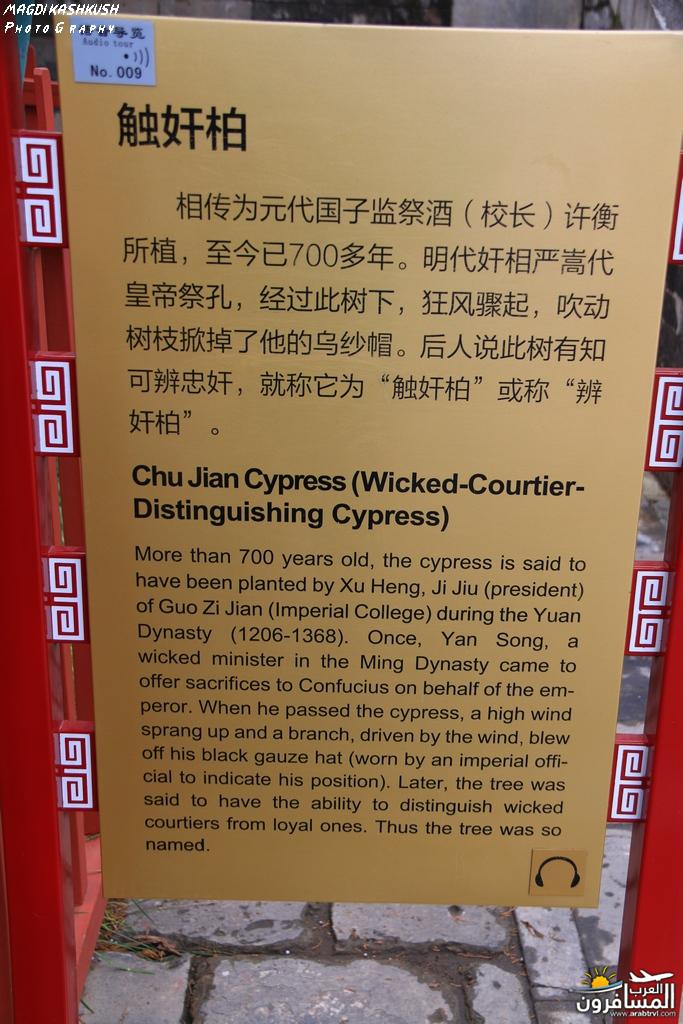 MAGDI KASHKUSH
PHOTO GRAPHY
导览
Audio tour
No. 009
触奸柏
相传为元代国子监祭酒（校长）许衡
所植，至今已700多年。明代奸相严嵩代
皇帝祭孔，经过此树下，狂风骤起，吹动
树枝掀掉了他的乌纱帽。后人说此树有知
可辨忠奸，就称它为“触奸柏”或称“辨
奸柏”。
Chu Jian Cypress (Wicked-Courtier-
Distinguishing Cypress)
More than 700 years old, the cypress is said to
have been planted by Xu Heng, Ji Jiu (president)
of Guo Zi Jian (Imperial College) during the Yuan
Dynasty (1206-1368). Once, Yan Song, a
wicked minister in the Ming Dynasty came to
offer sacrifices to Confucius on behalf of the em-
peror. When he passed the cypress, a high wind
sprang up and a branch, driven by the wind, blew
off his black gauze hat (worn by an imperial offi-
cial to indicate his position). Later, the tree was
said to have the ability to distinguish wicked
courtiers from loyal ones. Thus the tree was so
named.
العرب
المسافرون
www.arabtrvl.com